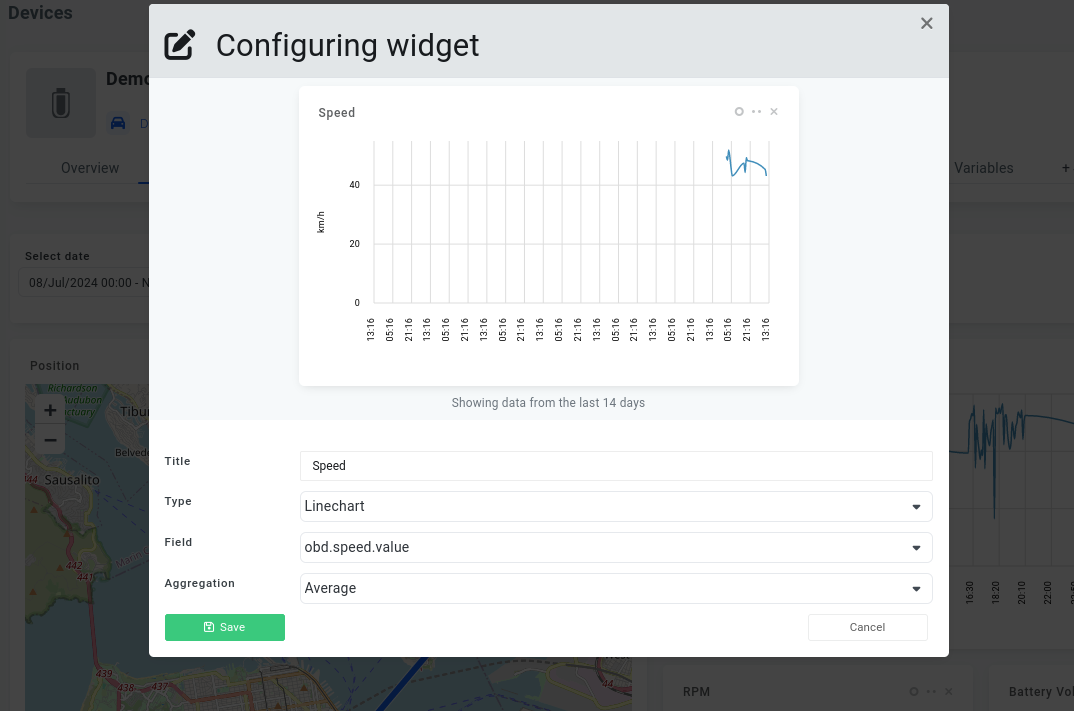 Devices
Configuring widget
Demo
D
Overview
Variables
+
Speed
40
20
0
km/h
13:16 05:16 21:16 13:16 05:16 21:16 13:16 05:16 21:16 13:16 05:16 21:16 13:16 05:16 21:16 13:16 05:16 21:16 13:16 05:16 21:16 13:16
Showing data from the last 14 days
Select date
08/Jul/2024 00:00 - N
Position
Richardson
Audubon
+
−
Tibur
Belvede
Sausalito
442
441
439
438
437
44
Title
Speed
Type
Linechart
Field
obd.speed.value
Aggregation
Average
Save
Cancel
16:30 18:20 20:10 22:00
RPM
Battery Vol